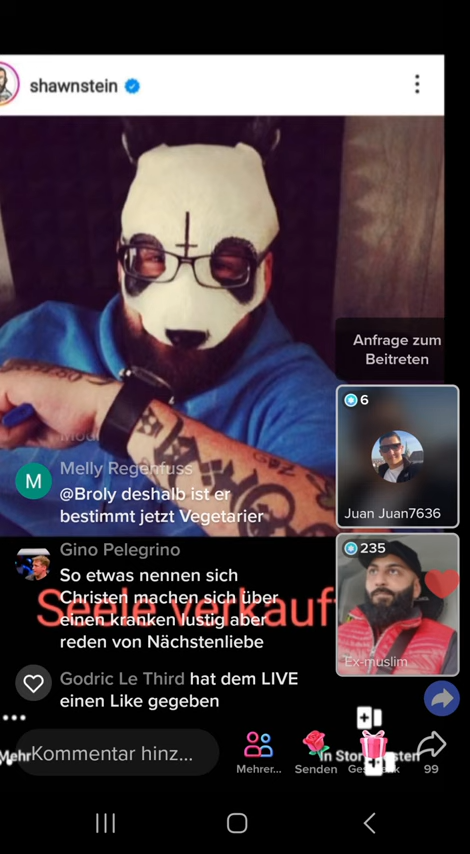 shawnstein
Anfrage zum
Beitreten
6
Juan Juan7636
Melly Regenfuss
@Broly deshalb ist er
bestimmt jetzt Vegetarier
235
Ex-muslim
Gino Pelegrino
So etwas nennen sich
Christen machen sich über
einen kranken lustig aber
reden von Nächstenliebe
Seele verkauf
Godric Le Third hat dem LIVE
einen Like gegeben
M
Mehr
Kommentar hinz...
Mehrer...
Senden
99